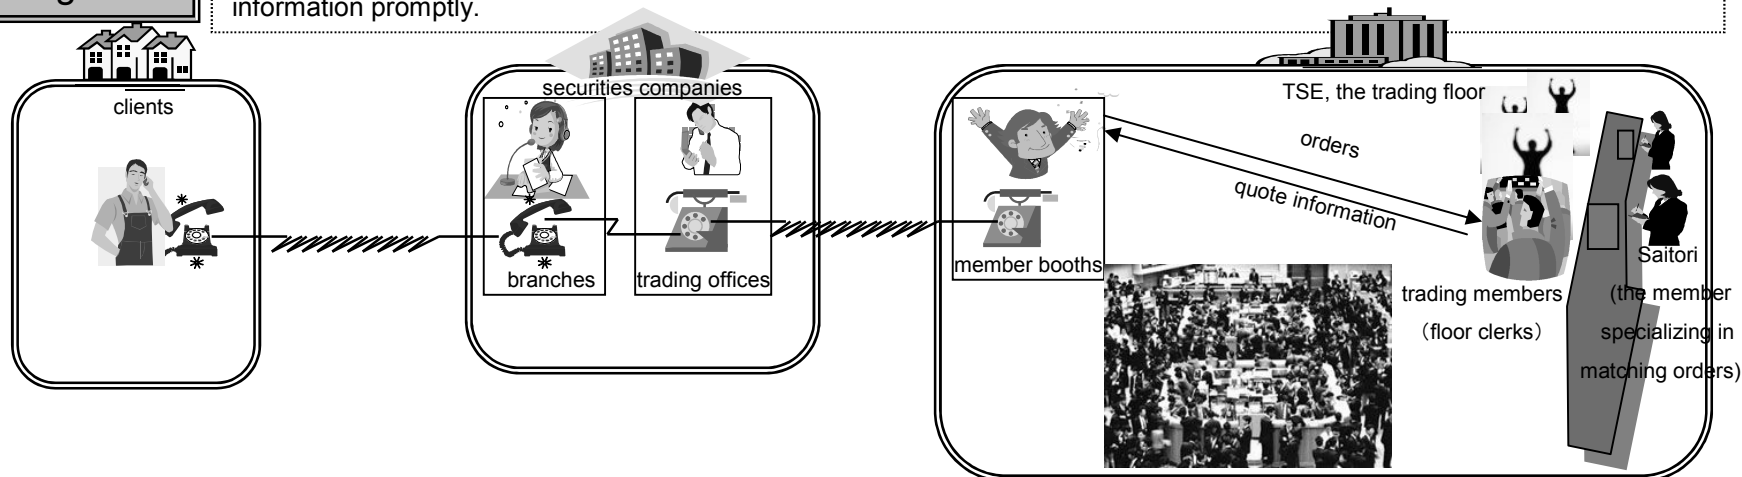 information promptly.
clients
securities companies
branches
trading offices
TSE, the trading floor
orders
quote information
member booths
trading members
（floor clerks）
Saitori
(the member
specializing in
matching orders)